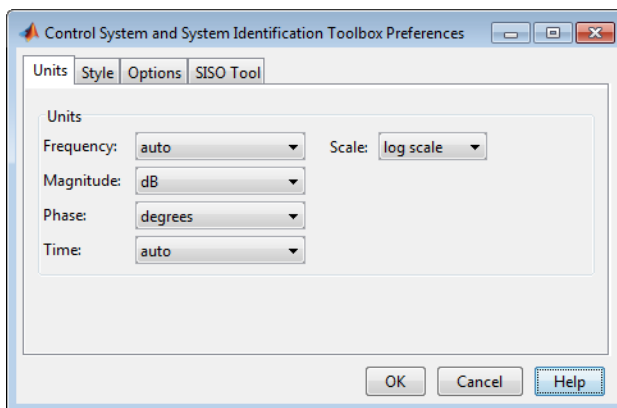 Control System and System Identification Toolbox Preferences
Units Style Options SISO Tool
Units
Frequency: auto Scale: log scale
Magnitude: dB
Phase: degrees
Time: auto
OK Cancel Help